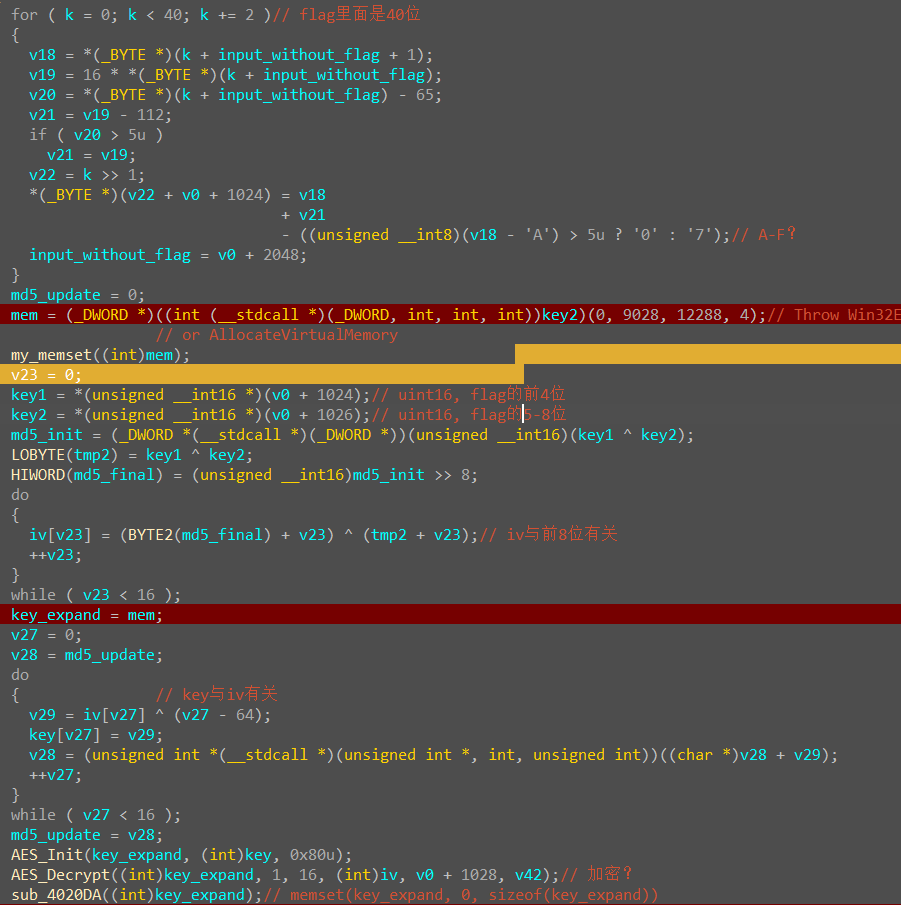 for ( k = 0; k < 40; k += 2 )// flag里面是40位
{
  v18 = *(_BYTE *)(k + input_without_flag + 1);
  v19 = 16 * *(_BYTE *)(k + input_without_flag);
  v20 = *(_BYTE *)(k + input_without_flag) - 65;
  v21 = v19 - 112;
  if ( v20 > 5u )
    v21 = v19;
  v22 = k >> 1;
  *(_BYTE *)(v22 + v0 + 1024) = v18
                              + v21
                              - ((unsigned __int8)(v18 - 'A') > 5u ? '0' : '7');// A-F?
  input_without_flag = v0 + 2048;
}
md5_update = 0;
mem = (_DWORD *)((int (__stdcall *)(_DWORD, int, int, int))key2)(0, 9028, 12288, 4);// Throw Win32E
                // or AllocateVirtualMemory
my_memset((int)mem);
v23 = 0;
key1 = *(unsigned __int16 *)(v0 + 1024);// uint16, flag的前4位
key2 = *(unsigned __int16 *)(v0 + 1026);// uint16, flag的5-8位
md5_init = (_DWORD *(__stdcall *)(_DWORD *))(unsigned __int16)(key1 ^ key2);
LOBYTE(tmp2) = key1 ^ key2;
HIWORD(md5_final) = (unsigned __int16)md5_init >> 8;
do
{
  iv[v23] = (BYTE2(md5_final) + v23) ^ (tmp2 + v23);// iv与前8位有关
  ++v23;
}
while ( v23 < 16 );
key_expand = mem;
v27 = 0;
v28 = md5_update;
do
{               // key与iv有关
  v29 = iv[v27] ^ (v27 - 64);
  key[v27] = v29;
  v28 = (unsigned int *(__stdcall *)(unsigned int *, int, unsigned int))((char *)v28 + v29);
  ++v27;
}
while ( v27 < 16 );
md5_update = v28;
AES_Init(key_expand, (int)key, 0x80u);
AES_Decrypt((int)key_expand, 1, 16, (int)iv, v0 + 1028, v42);// 加密?
sub_4020DA((int)key_expand);// memset(key_expand, 0, sizeof(key_expand))